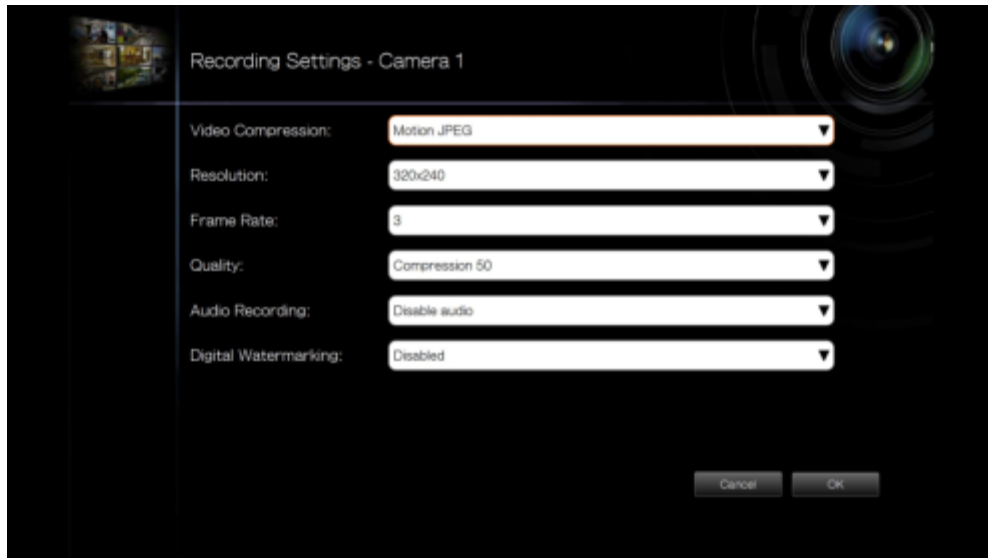 Recording Settings - Camera 1
Video Compression: Motion JPEG
Resolution: 320x240
Frame Rate: 3
Quality: Compression 50
Audio Recording: Disable audio
Digital Watermarking: Disabled
Cancel OK